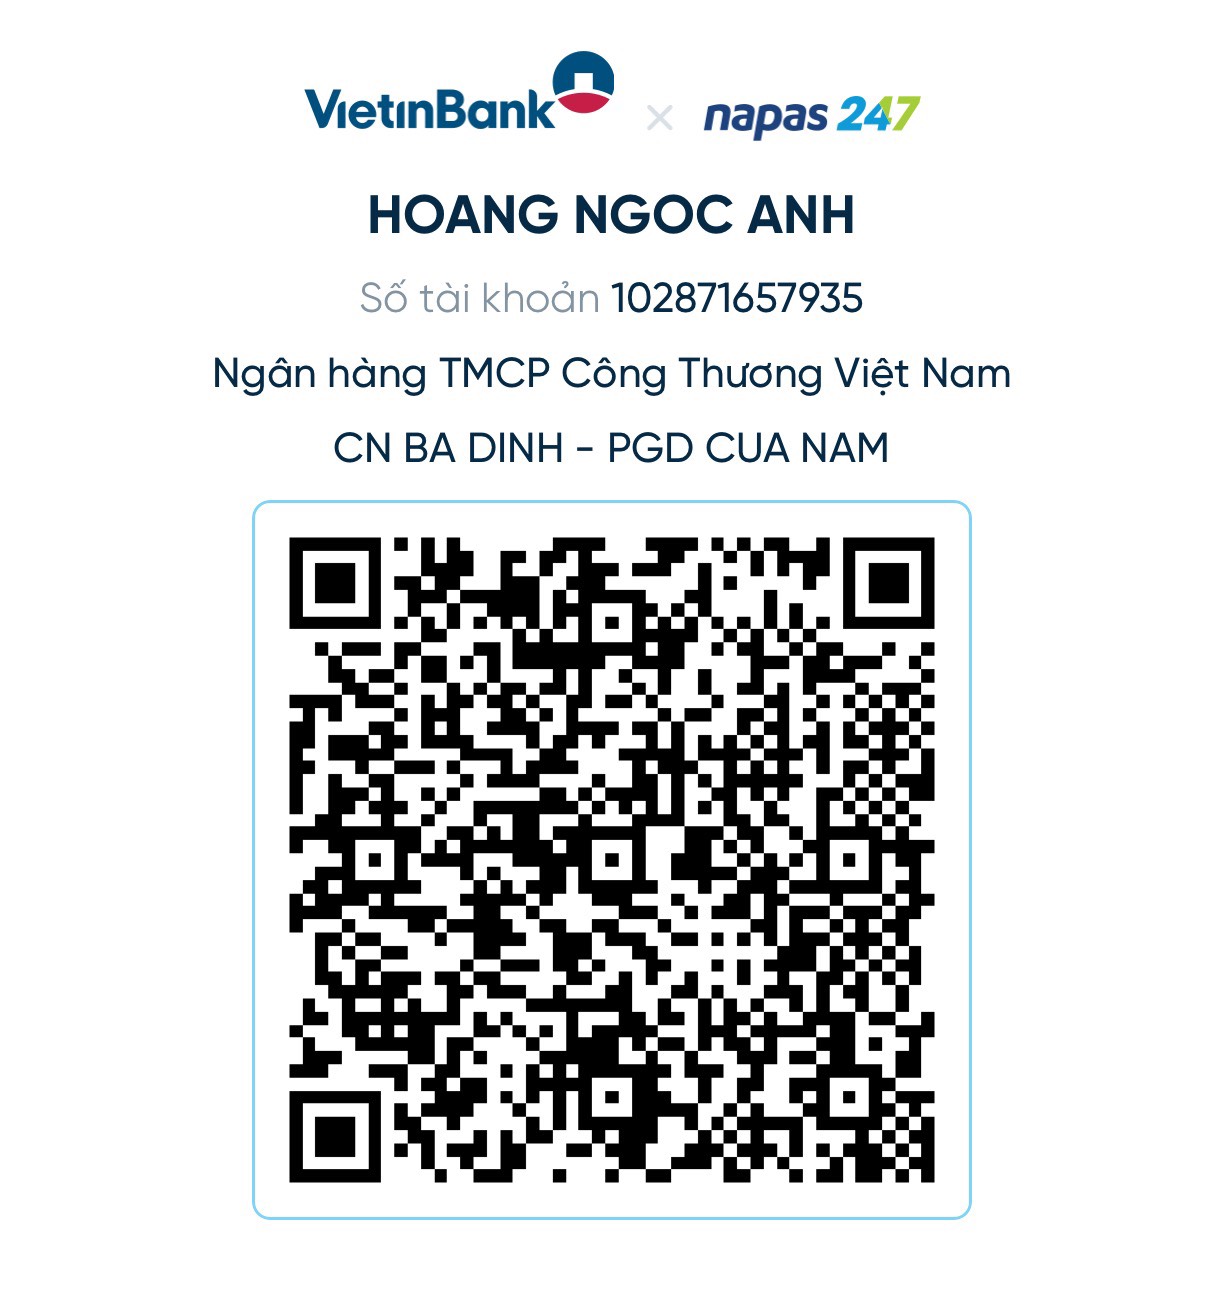 VietinBank × napas 247
HOANG NGOC ANH
Số tài khoản 102871657935
Ngân hàng TMCP Công Thương Việt Nam
CN BA DINH - PGD CUA NAM